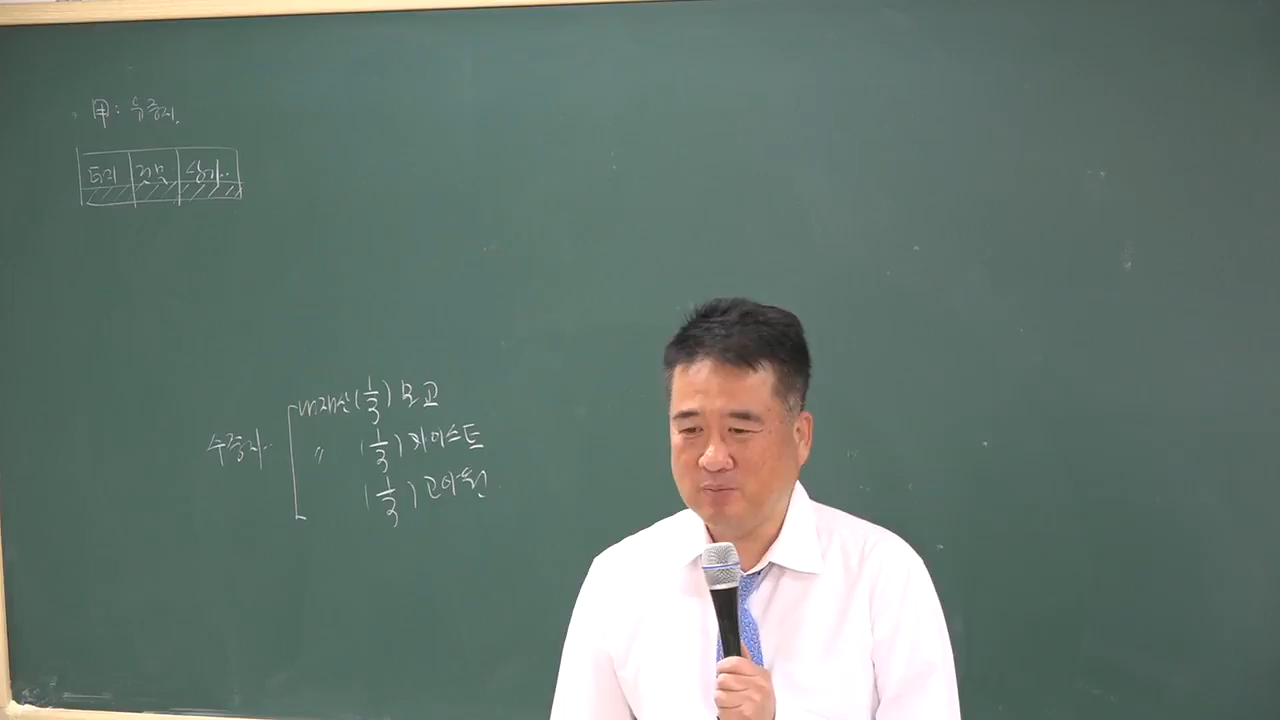 甲: 유증자.
토지 건물 상가..
수증자..
내재산 (1/3) 모교
〃 (1/3) 카이스트
(1/3) 고아원